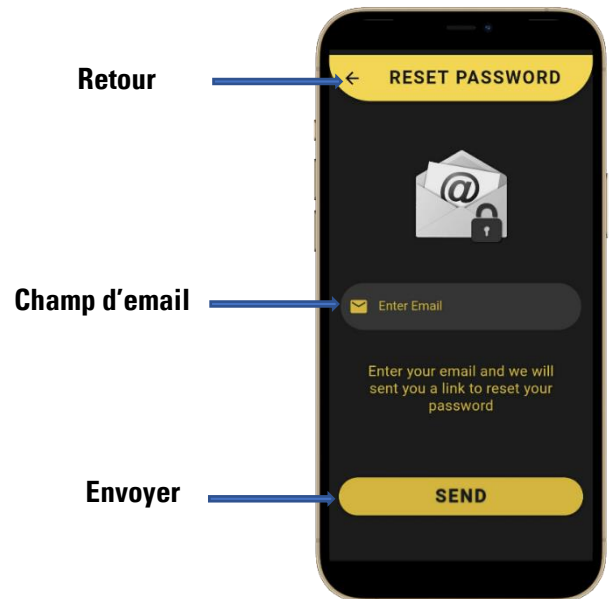 Retour
RESET PASSWORD
@
Champ d’email
Enter Email
Enter your email and we will
sent you a link to reset your
password
Envoyer
SEND